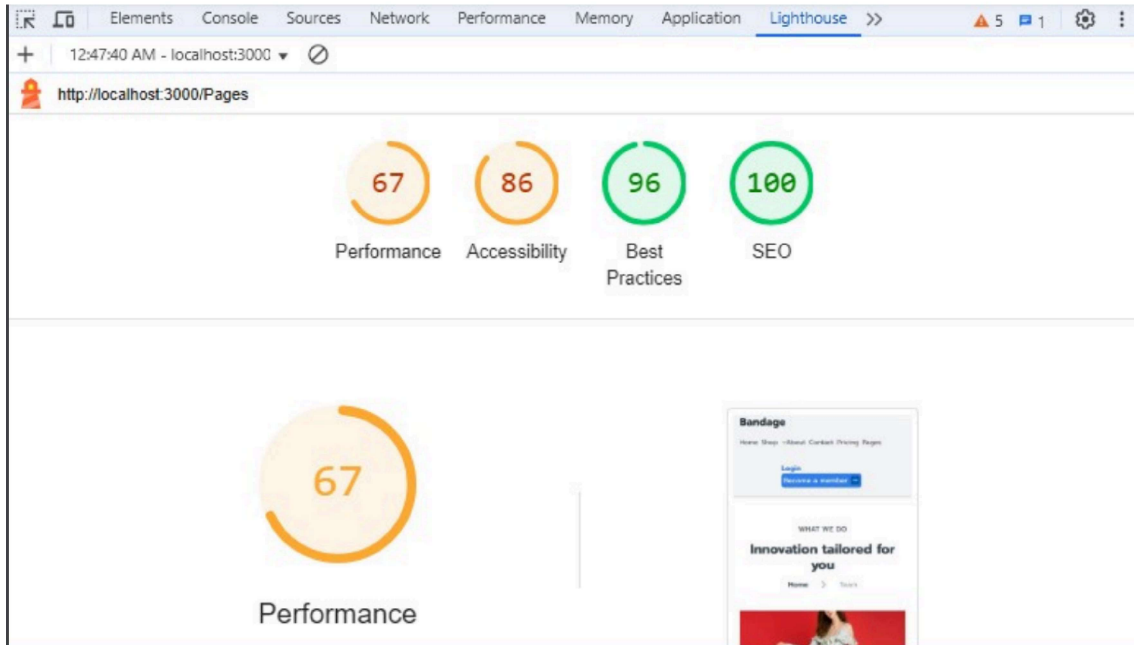 Elements Console Sources Network Performance Memory Application Lighthouse >> 5 1
+ 12:47:40 AM - localhost:3000
http://localhost:3000/Pages
67 86 96 100
Performance Accessibility Best Practices SEO
67
Performance
Bandage
Home Shop About Contact Pricing Pages
Login
Become a member
WHAT WE DO
Innovation tailored for
you
Home > Team